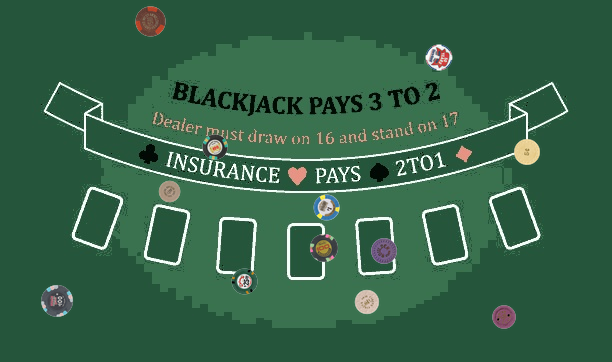 BLACKJACK PAYS 3 TO 2
Dealer must draw on 16 and stand on 17
INSURANCE PAYS 2TO1